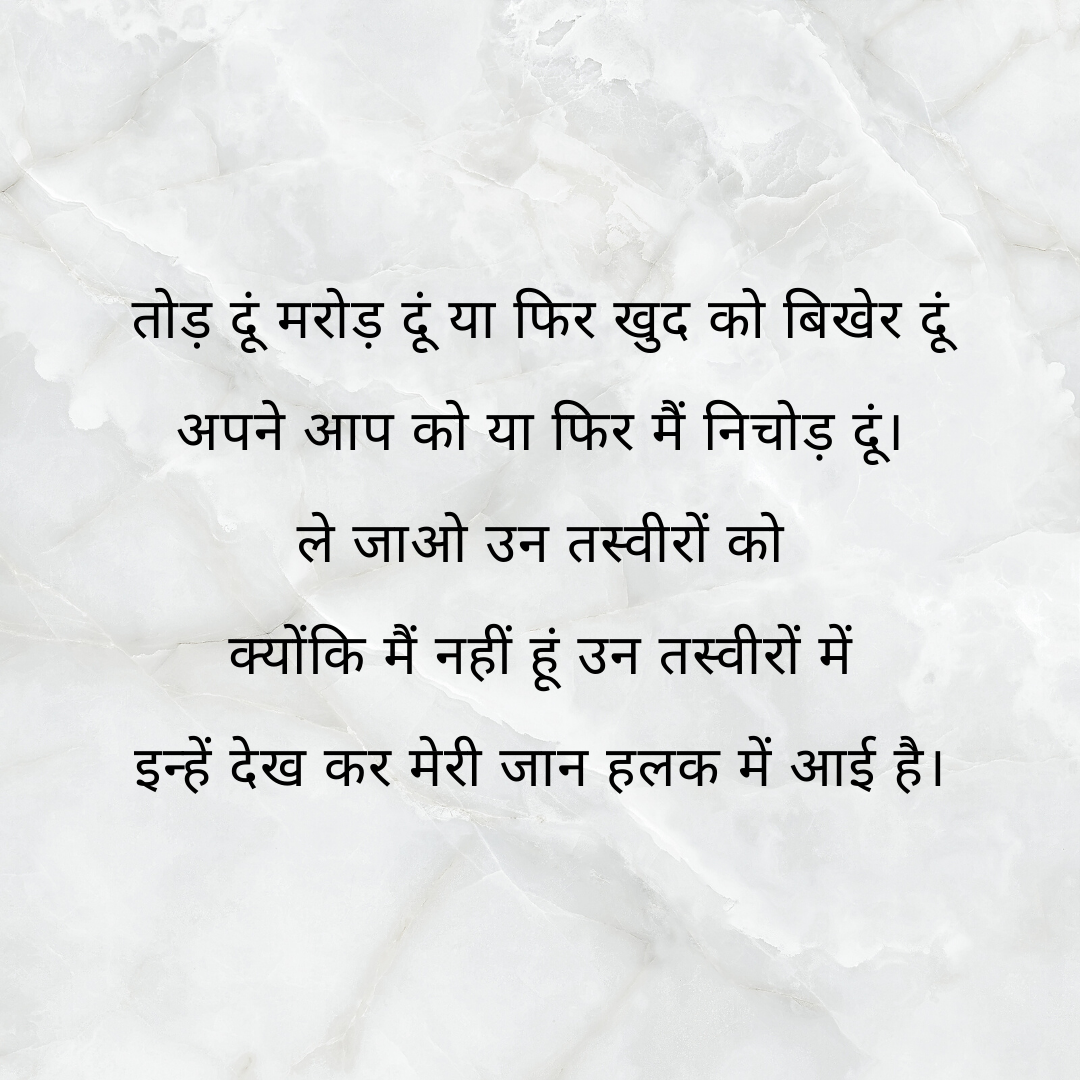 तोड़ दूं मरोड़ दूं या फिर खुद को बिखेर दूं
अपने आप को या फिर मैं निचोड़ दूं।
ले जाओ उन तस्वीरों को
क्योंकि मैं नहीं हूं उन तस्वीरों में
इन्हें देख कर मेरी जान हलक में आई है।